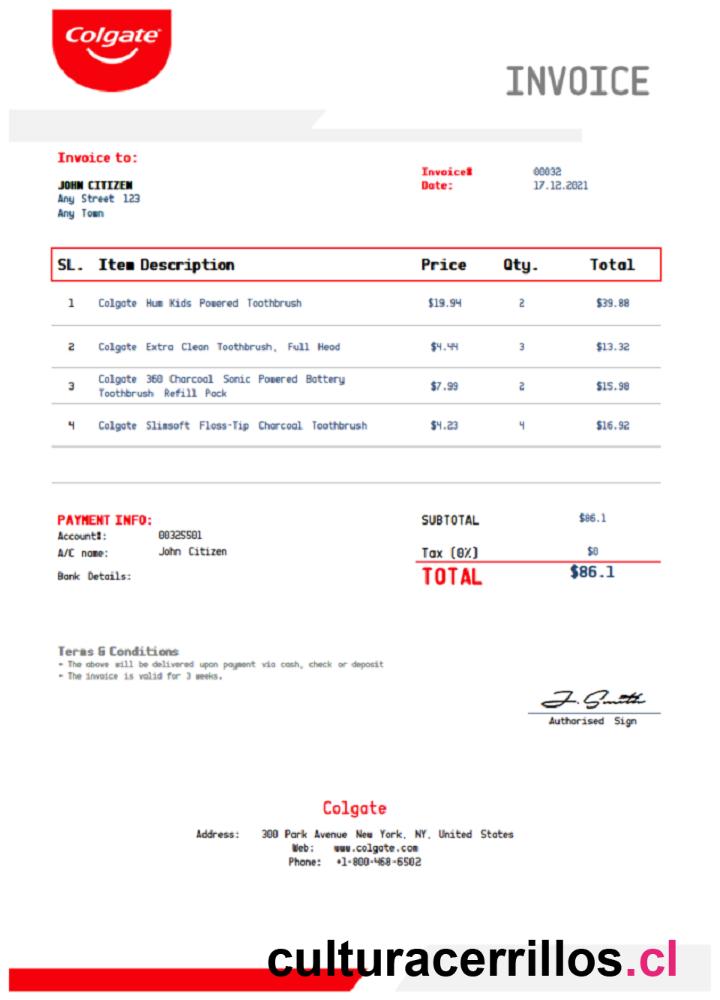 Colgate
INVOICE
Invoice to:
JOHN CITIZEN
Any Street 123
Any Town
Invoice# 00032
Date: 17.12.2021
SL. Item Description Price Qty. Total
1 Colgate Hum Kids Powered Toothbrush $19.94 2 $39.88
2 Colgate Extra Clean Toothbrush, Full Head $4.44 3 $13.32
3 Colgate 360 Charcoal Sonic Powered Battery
Toothbrush Refill Pack $7.99 2 $15.98
4 Colgate Slimsoft Floss-Tip Charcoal Toothbrush $4.23 4 $16.92
PAYMENT INFO:
Account#: 00325501
A/C name: John Citizen
Bank Details:
SUBTOTAL $86.1
Tax (0%) $0
TOTAL $86.1
Terms & Conditions
- The above will be delivered upon payment via cash, check or deposit
- The invoice is valid for 3 weeks.
J. Smith
Authorised Sign
Colgate
Address: 300 Park Avenue New York, NY, United States
Web: www.colgate.com
Phone: +1-800-468-6502
culturacerrillos.cl